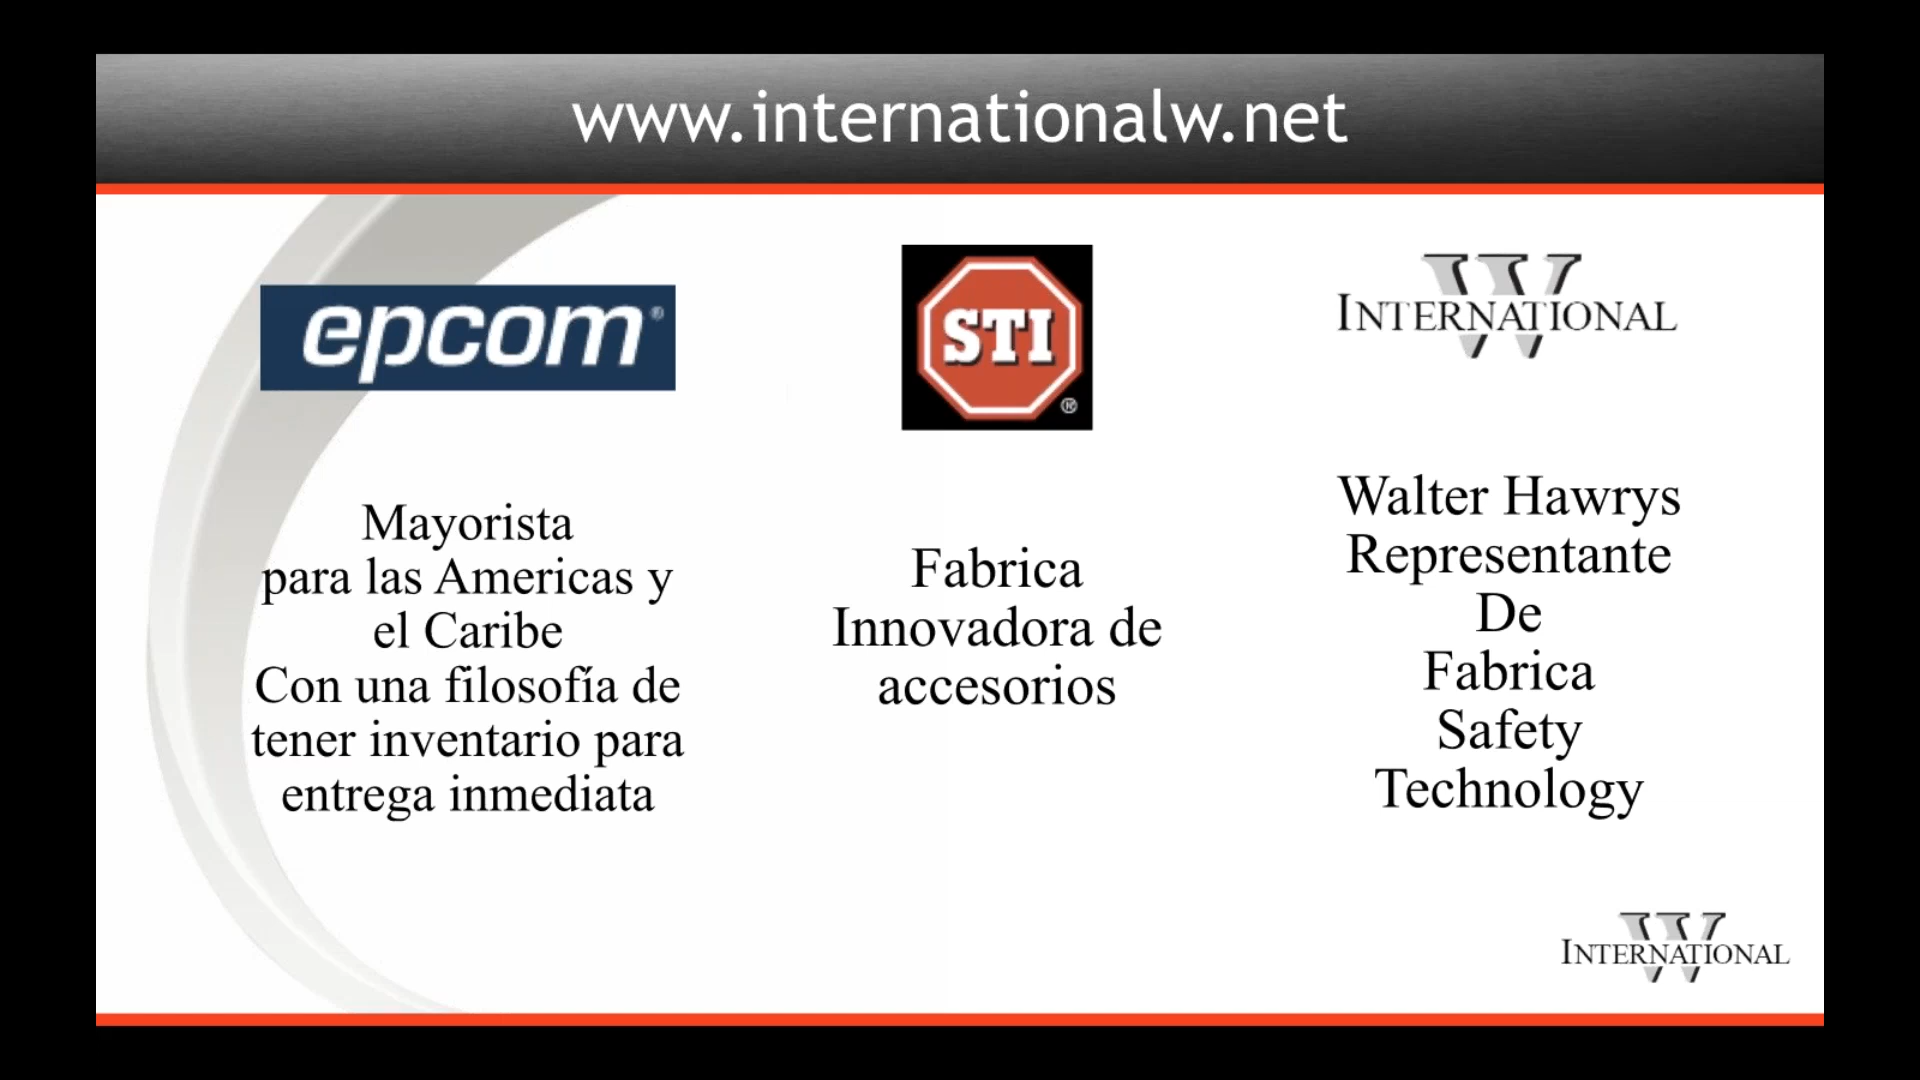 www.internationalw.net
epcom®
STI
®
W
INTERNATIONAL
Mayorista
para las Americas y
el Caribe
Con una filosofía de
tener inventario para
entrega inmediata
Fabrica
Innovadora de
accesorios
Walter Hawrys
Representante
De
Fabrica
Safety
Technology
W
INTERNATIONAL